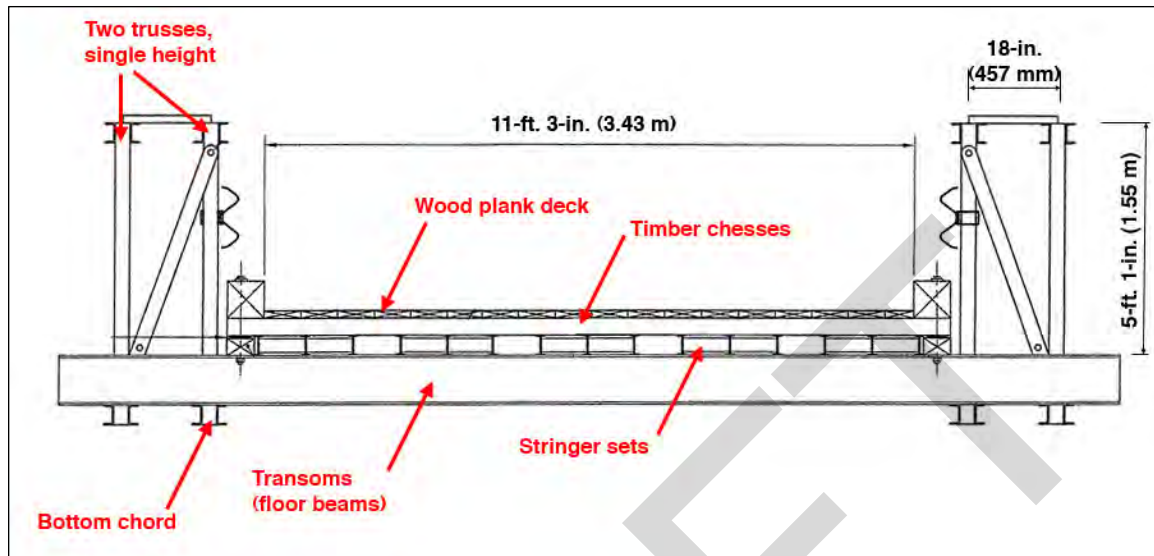 Two trusses,
single height
18-in.
(457 mm)
11-ft. 3-in. (3.43 m)
5-ft. 1-in. (1.55 m)
Wood plank deck
Timber chesses
Stringer sets
Transoms
(floor beams)
Bottom chord